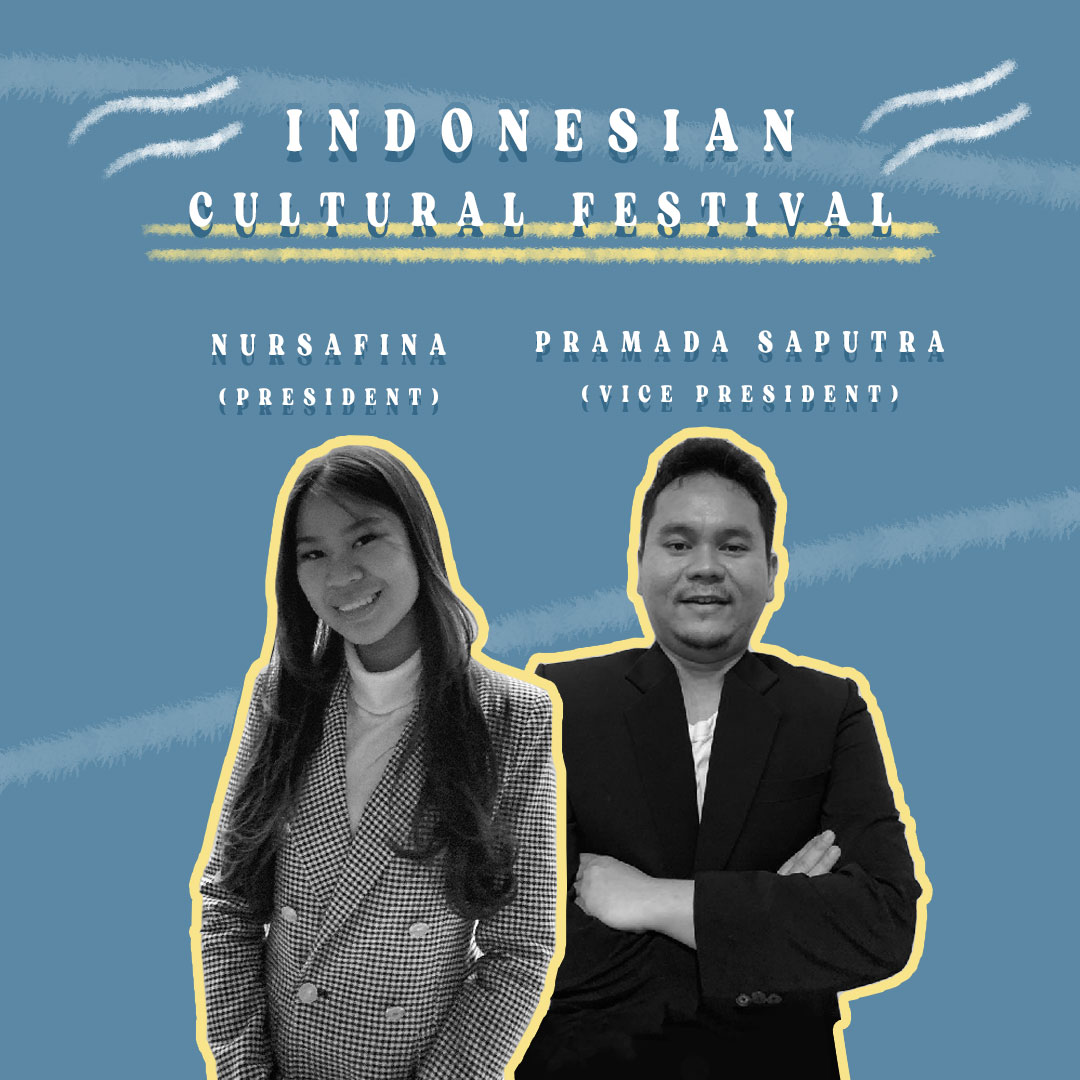 INDONESIAN
CULTURAL FESTIVAL
NURSAFINA
(PRESIDENT)
PRAMADA SAPUTRA
(VICE PRESIDENT)